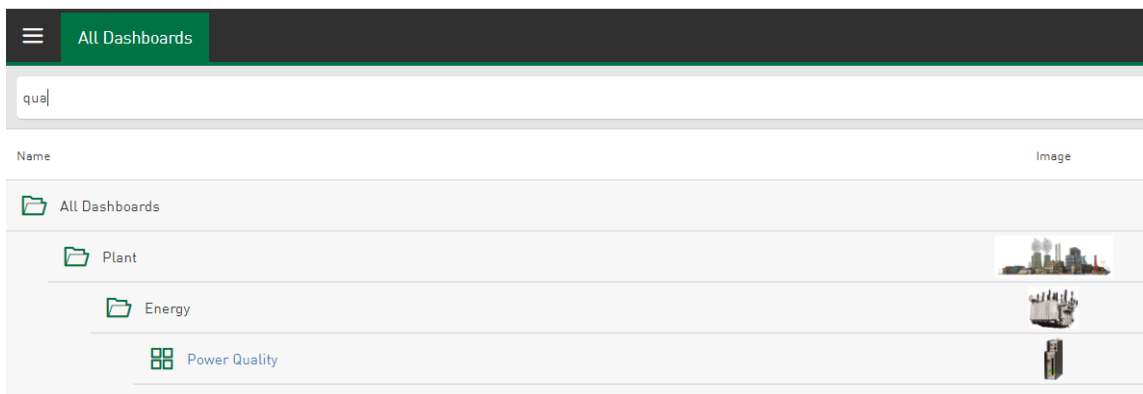 All Dashboards
qua
Name Image
All Dashboards
Plant
Energy
Power Quality